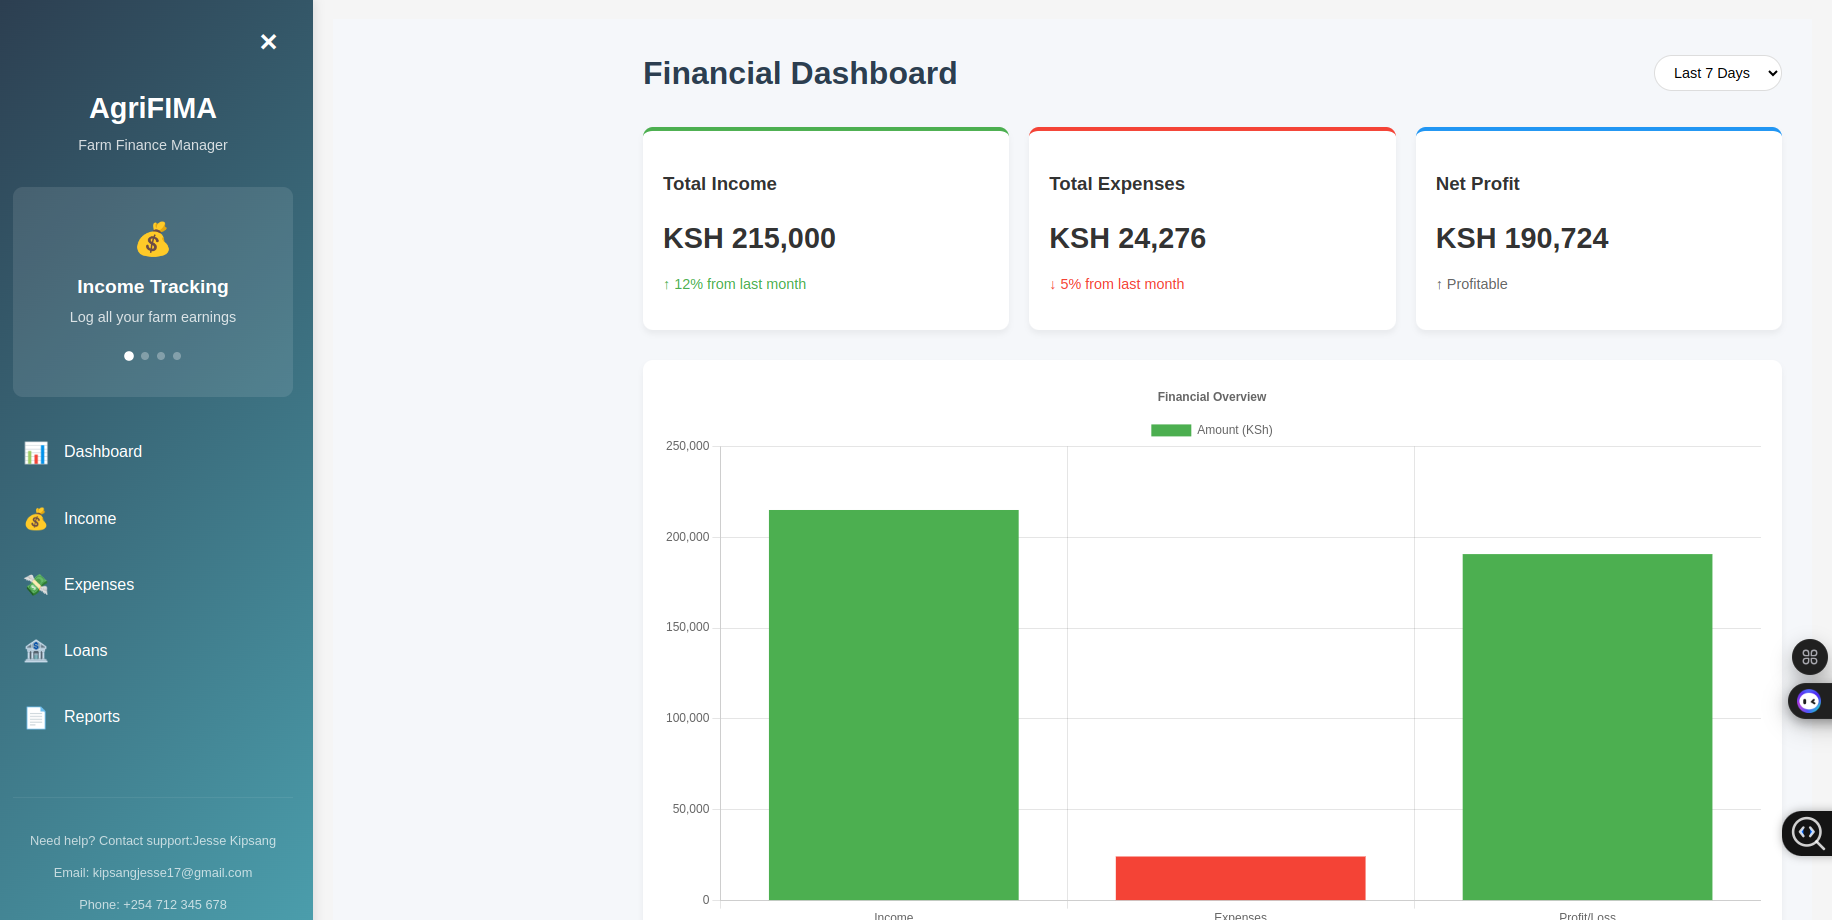 AgriFIMA
Farm Finance Manager
Income Tracking
Log all your farm earnings
Dashboard
Income
Expenses
Loans
Reports
Need help? Contact support:Jesse Kipsang
Email: kipsangjesse17@gmail.com
Phone: +254 712 345 678
Financial Dashboard
Last 7 Days
Total Income
KSH 215,000
↑ 12% from last month
Total Expenses
KSH 24,276
↓ 5% from last month
Net Profit
KSH 190,724
↑ Profitable
Financial Overview
Amount (KSh)
250,000
200,000
150,000
100,000
50,000
0
Income
Expenses
Profit/Loss